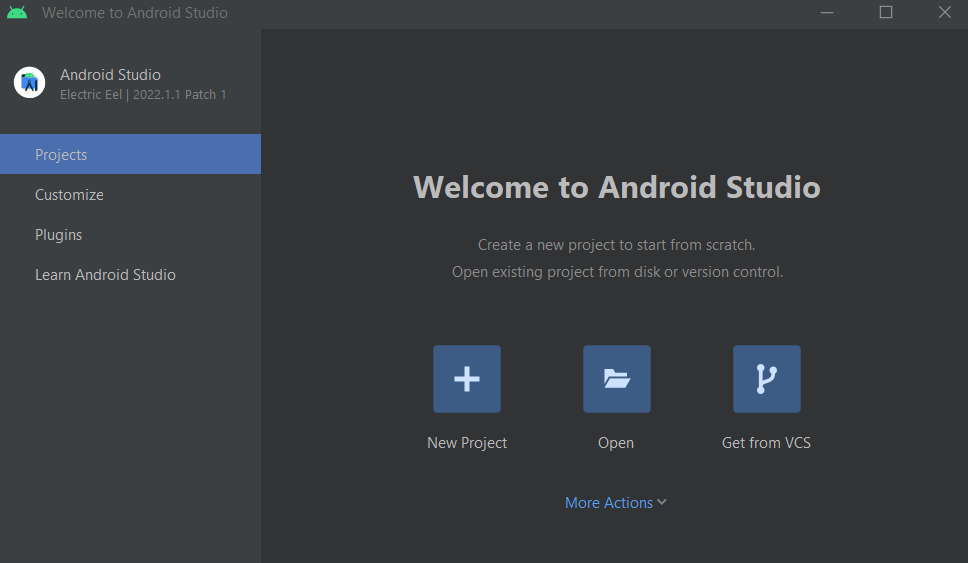 Welcome to Android Studio
Android Studio
Electric Eel | 2022.1.1 Patch 1
Projects
Customize
Plugins
Learn Android Studio
Welcome to Android Studio
Create a new project to start from scratch.
Open existing project from disk or version control.
New Project
Open
Get from VCS
More Actions